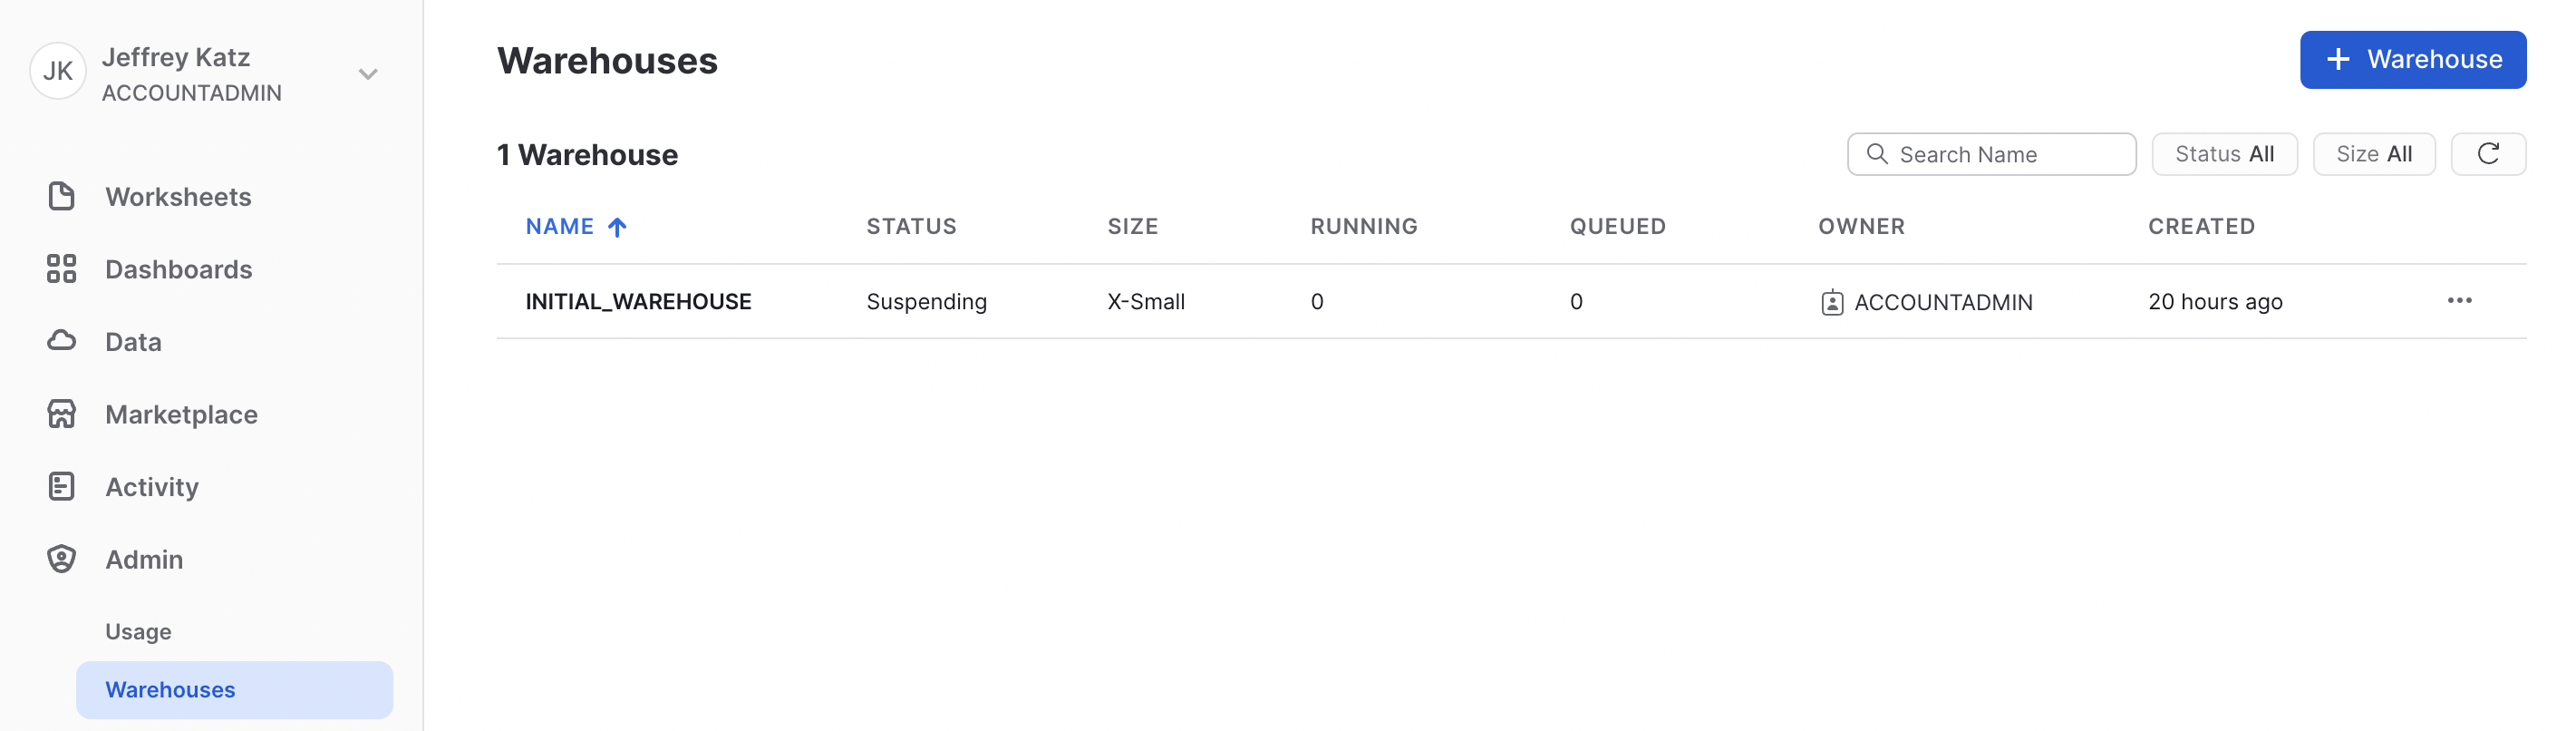 JK
Jeffrey Katz
ACCOUNTADMIN
Worksheets
Dashboards
Data
Marketplace
Activity
Admin
Usage
Warehouses
Warehouses
+ Warehouse
1 Warehouse
Search Name
Status All
Size All
NAME STATUS SIZE RUNNING QUEUED OWNER CREATED
INITIAL_WAREHOUSE Suspending X-Small 0 0 ACCOUNTADMIN 20 hours ago